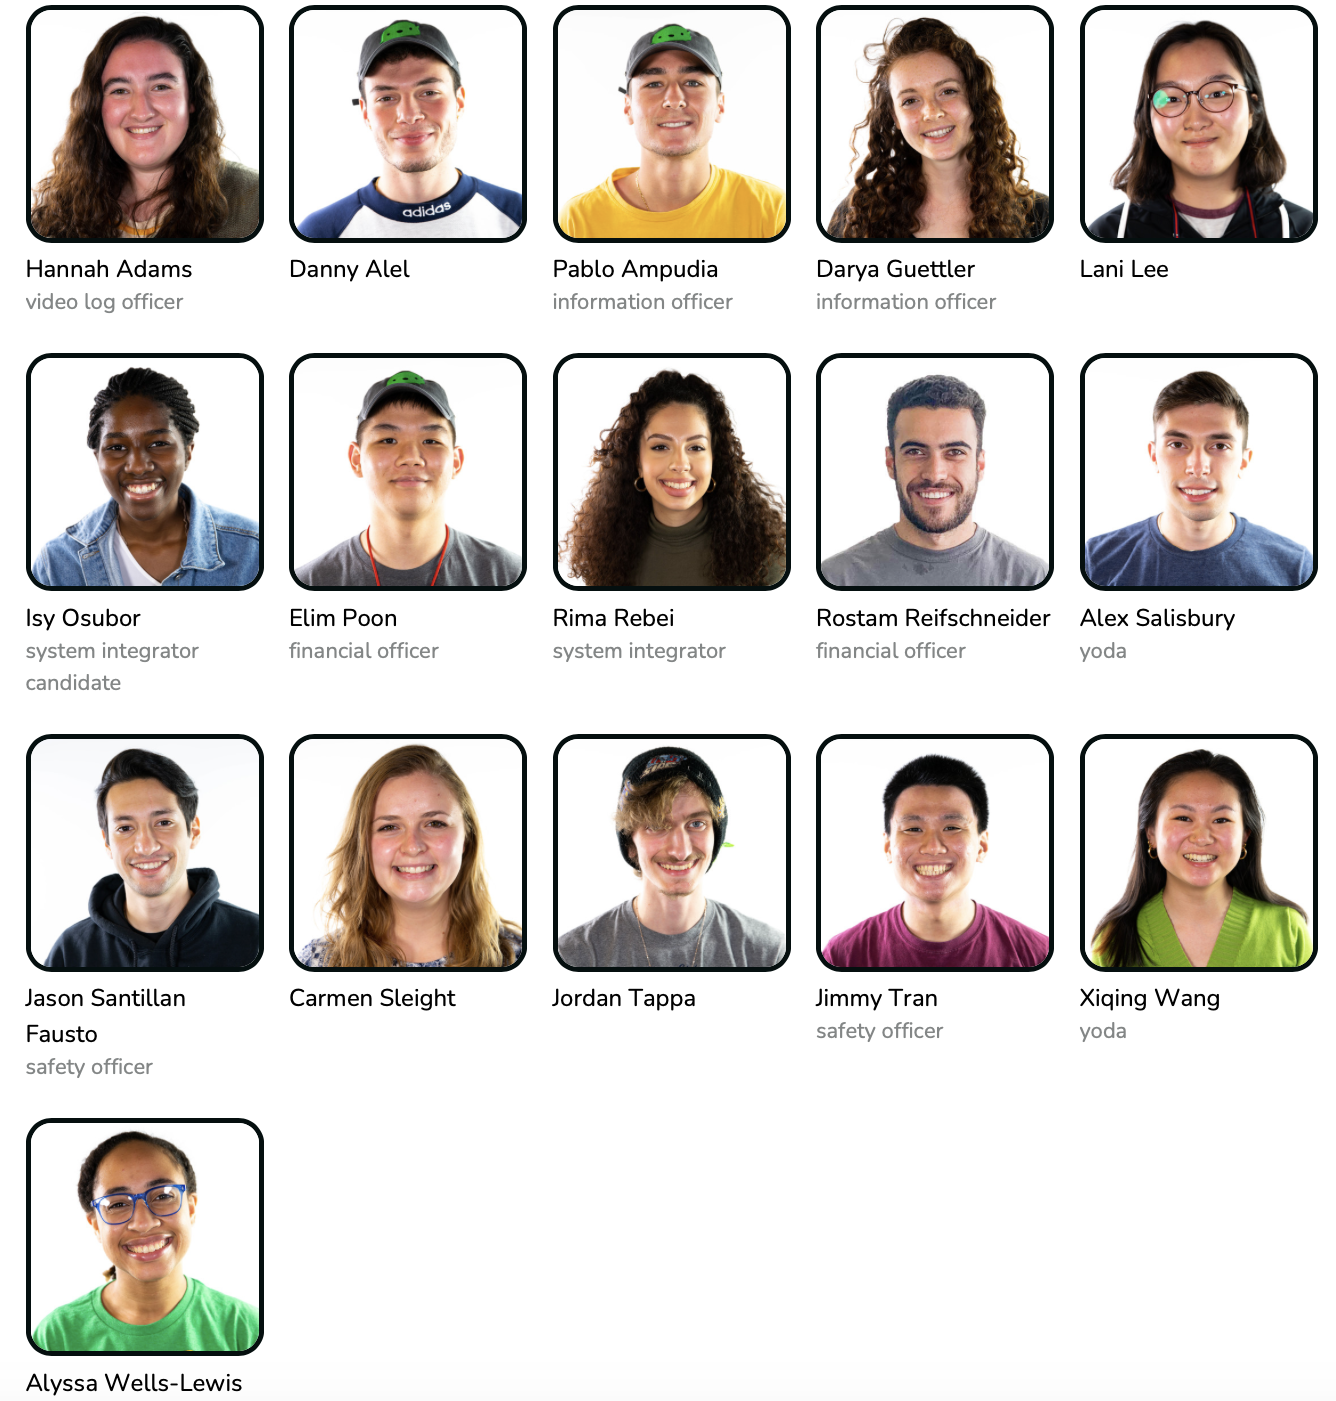 adidas
Hannah Adams
video log officer
Danny Alel
Pablo Ampudia
information officer
Darya Guettler
information officer
Lani Lee
Isy Osubor
system integrator
candidate
Elim Poon
financial officer
Rima Rebei
system integrator
Rostam Reifschneider
financial officer
Alex Salisbury
yoda
Jason Santillan
Fausto
safety officer
Carmen Sleight
Jordan Tappa
Jimmy Tran
safety officer
Xiqing Wang
yoda
Alyssa Wells-Lewis